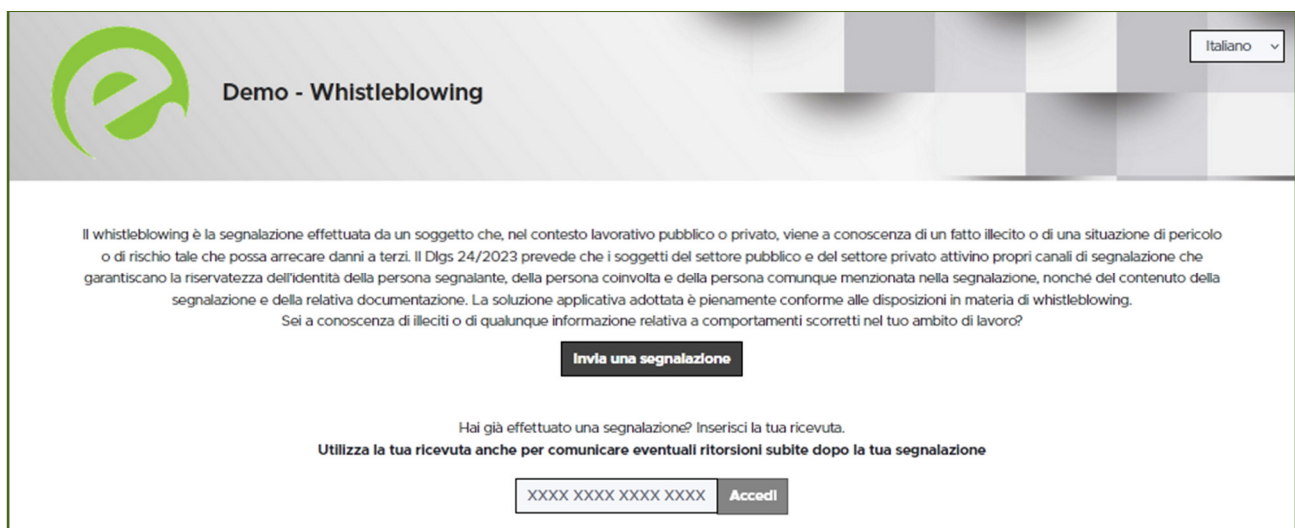 Italiano
Demo - Whistleblowing
Il whistleblowing è la segnalazione effettuata da un soggetto che, nel contesto lavorativo pubblico o privato, viene a conoscenza di un fatto illecito o di una situazione di pericolo
o di rischio tale che possa arrecare danni a terzi. Il Dlgs 24/2023 prevede che i soggetti del settore pubblico e del settore privato attivino propri canali di segnalazione che
garantiscano la riservatezza dell'identità della persona segnalante, della persona coinvolta e della persona comunque menzionata nella segnalazione, nonché del contenuto della
segnalazione e della relativa documentazione. La soluzione applicativa adottata è pienamente conforme alle disposizioni in materia di whistleblowing.
Sei a conoscenza di illeciti o di qualunque informazione relativa a comportamenti scorretti nel tuo ambito di lavoro?
Invia una segnalazione
Hai già effettuato una segnalazione? Inserisci la tua ricevuta.
Utilizza la tua ricevuta anche per comunicare eventuali ritorsioni subite dopo la tua segnalazione
XXXX XXXX XXXX XXXX Accedi